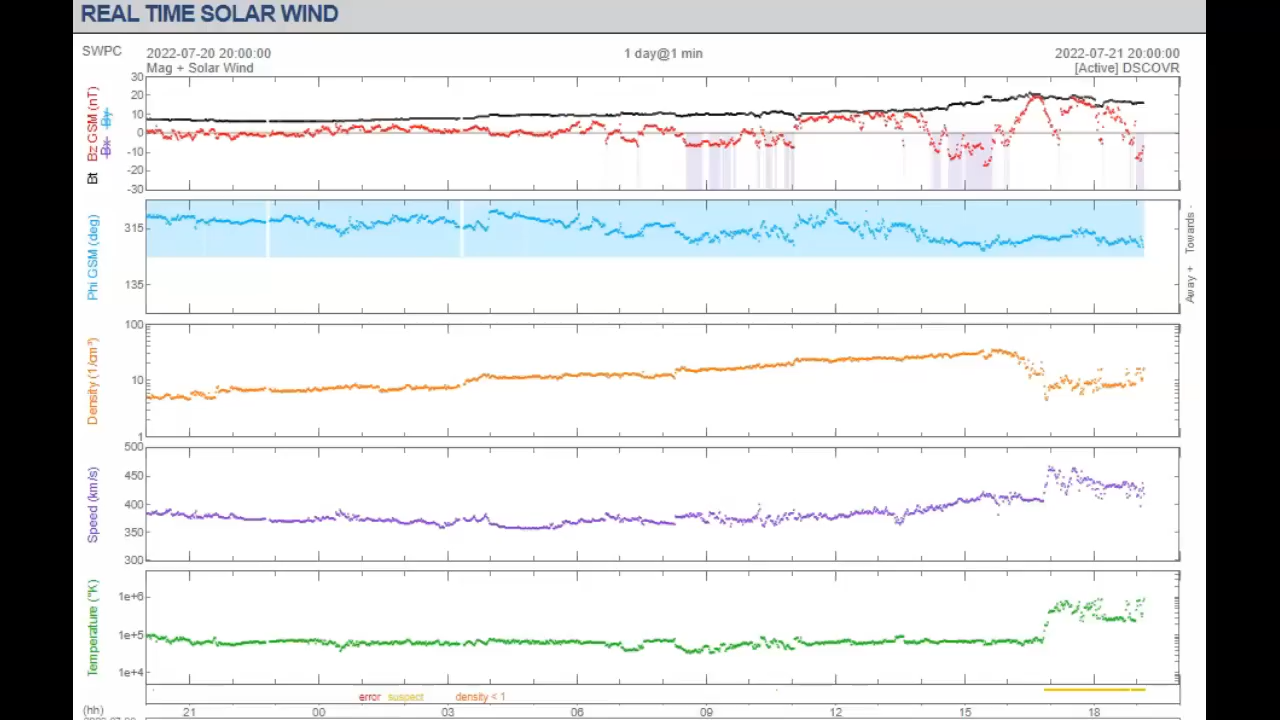 REAL TIME SOLAR WIND
SWPC
2022-07-20 20:00:00
1 day@1 min
2022-07-21 20:00:00
Mag + Solar Wind
[Active] DSCOVR
Bt Bz GSM (nT)
Bx By
30
20
10
0
-10
-20
-30
Phi GSM (deg)
315
135
Away + Towards -
Density (1/cm³)
100
10
1
Speed (km/s)
500
450
400
350
300
Temperature (°K)
1e+6
1e+5
1e+4
error suspect density < 1
(hh)
21 00 03 06 09 12 15 18